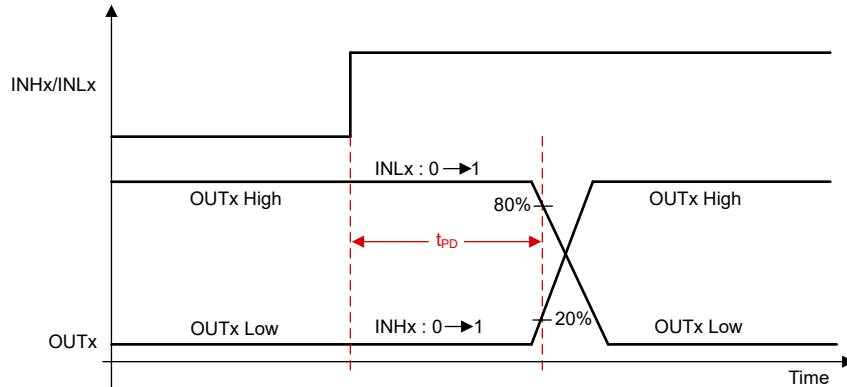 INHx/INLx
INLx : 0→1
OUTx High
OUTx High
80%
tPD
20%
OUTx Low
INHx : 0→1
OUTx Low
OUTx
Time